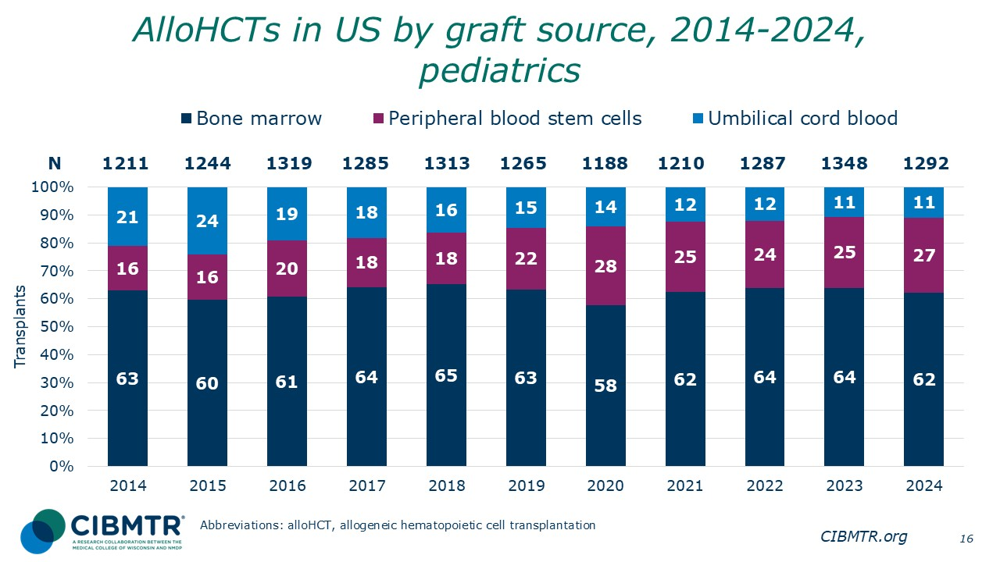 AlloHCTs in US by graft source, 2014-2024,
pediatrics
Bone marrow Peripheral blood stem cells Umbilical cord blood
N 1211 1244 1319 1285 1313 1265 1188 1210 1287 1348 1292
100%
90%
80%
70%
60%
50%
40%
30%
20%
10%
0%
Transplants
21 24 19 18 16 15 14 12 12 11 11
16 16 20 18 18 22 28 25 24 25 27
63 60 61 64 65 63 58 62 64 64 62
2014 2015 2016 2017 2018 2019 2020 2021 2022 2023 2024
CIBMTR®
A RESEARCH COLLABORATION BETWEEN THE
MEDICAL COLLEGE OF WISCONSIN AND NMDP
Abbreviations: alloHCT, allogeneic hematopoietic cell transplantation
CIBMTR.org 16